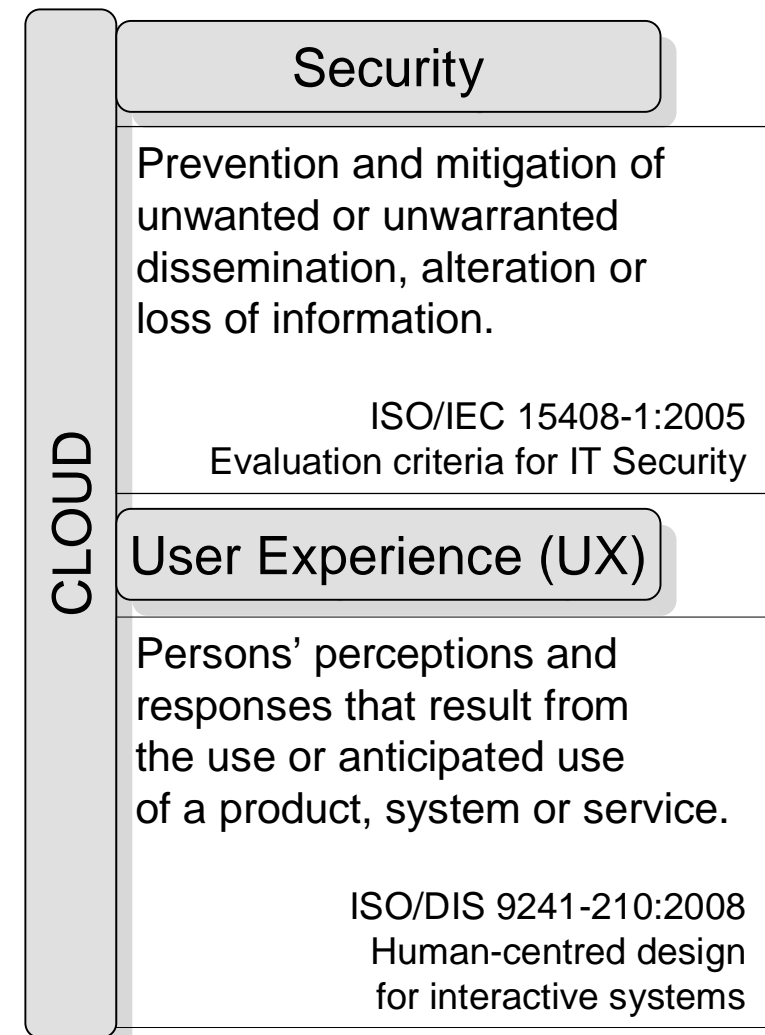 CLOUD
Security
Prevention and mitigation of
unwanted or unwarranted
dissemination, alteration or
loss of information.
ISO/IEC 15408-1:2005
Evaluation criteria for IT Security
User Experience (UX)
Persons’ perceptions and
responses that result from
the use or anticipated use
of a product, system or service.
ISO/DIS 9241-210:2008
Human-centred design
for interactive systems